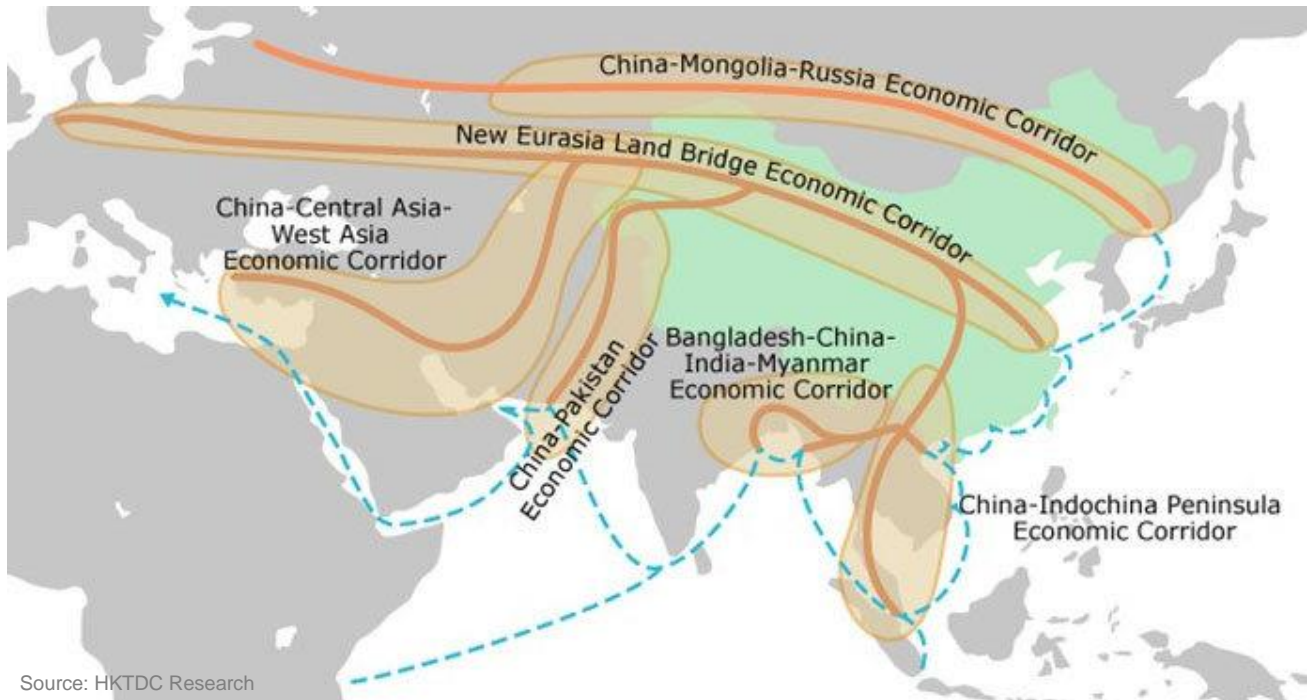 China-Mongolia-Russia Economic Corridor
New Eurasia Land Bridge Economic Corridor
China-Central Asia-
West Asia
Economic Corridor
China-Pakistan
Economic Corridor
Bangladesh-China-
India-Myanmar
Economic Corridor
China-Indochina Peninsula
Economic Corridor
Source: HKTDC Research